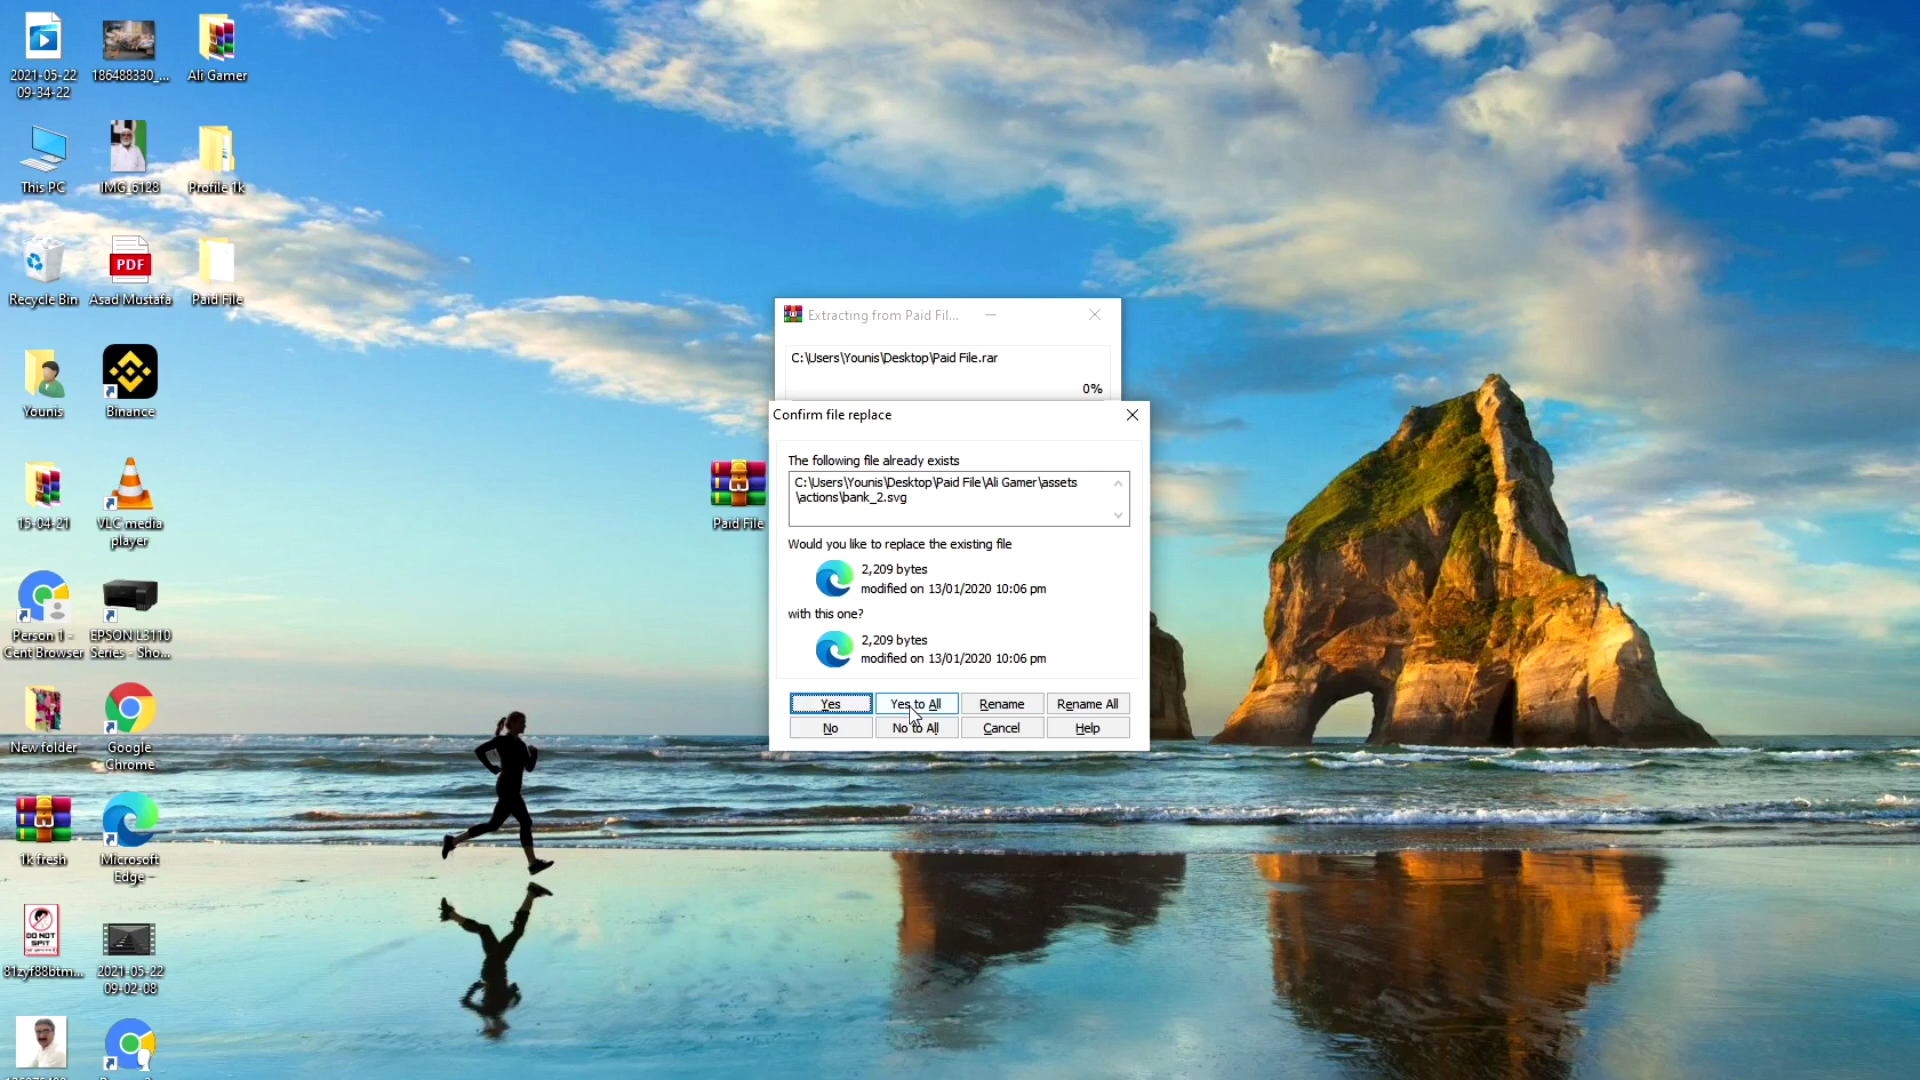 2021-05-22
09-34-22
186488330_...
Ali Gamer
This PC
IMG_6128
Profile 1k
Recycle Bin
PDF
Asad Mustafa
Paid File
Younis
Binance
15-04-21
VLC media
player
Person 1 -
Cent Browser
EPSON L3110
Series - Sho...
New folder
Google
Chrome
1k fresh
Microsoft
Edge
DO NOT
SPIT
81zyf88btm...
2021-05-22
09-02-08
Paid File
Extracting from Paid Fil...
C:\Users\Younis\Desktop\Paid File.rar
0%
Confirm file replace
The following file already exists
C:\Users\Younis\Desktop\Paid File\Ali Gamer\assets
\actions\bank_2.svg
Would you like to replace the existing file
2,209 bytes
modified on 13/01/2020 10:06 pm
with this one?
2,209 bytes
modified on 13/01/2020 10:06 pm
Yes
Yes to All
Rename
Rename All
No
No to All
Cancel
Help